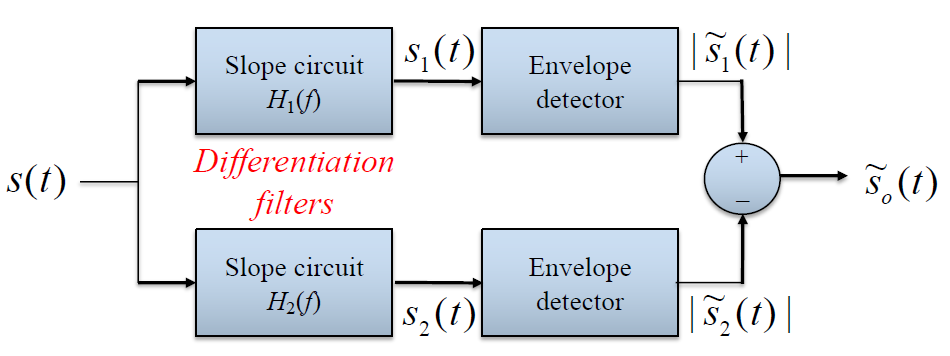 Slope circuit
H₁(f)
s₁(t)
Envelope
detector
|s̃₁(t)|
Differentiation
filters
s(t)
+
−
s̃ₒ(t)
Slope circuit
H₂(f)
s₂(t)
Envelope
detector
|s̃₂(t)|